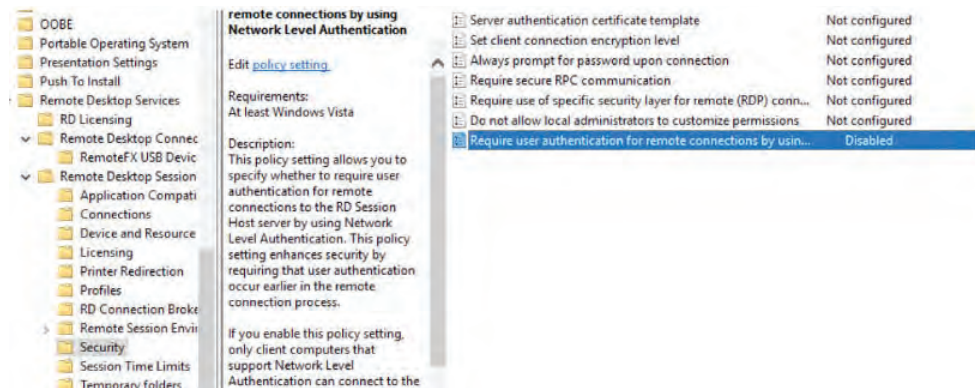 OOBE
Portable Operating System
Presentation Settings
Push To Install
Remote Desktop Services
RD Licensing
Remote Desktop Connec
RemoteFX USB Devic
Remote Desktop Session
Application Compati
Connections
Device and Resource
Licensing
Printer Redirection
Profiles
RD Connection Broke
Remote Session Envir
Security
Session Time Limits
Temporary folders
remote connections by using
Network Level Authentication
Edit policy setting
Requirements:
At least Windows Vista
Description:
This policy setting allows you to
specify whether to require user
authentication for remote
connections to the RD Session
Host server by using Network
Level Authentication. This policy
setting enhances security by
requiring that user authentication
occur earlier in the remote
connection process.
If you enable this policy setting,
only client computers that
support Network Level
Authentication can connect to the
Server authentication certificate template Not configured
Set client connection encryption level Not configured
Always prompt for password upon connection Not configured
Require secure RPC communication Not configured
Require use of specific security layer for remote (RDP) conn... Not configured
Do not allow local administrators to customize permissions Not configured
Require user authentication for remote connections by usin... Disabled